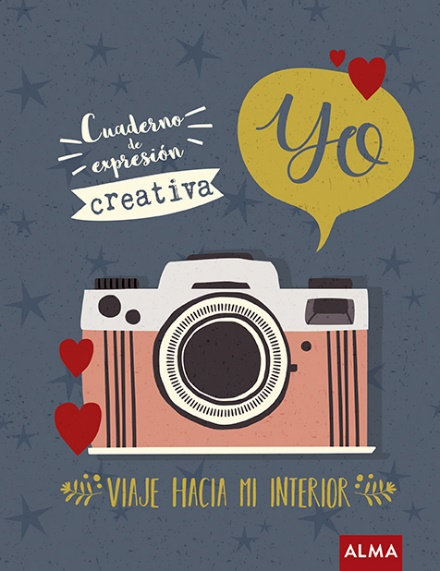 Cuaderno
de
expresión
creativa
Yo
VIAJE HACIA MI INTERIOR
ALMA